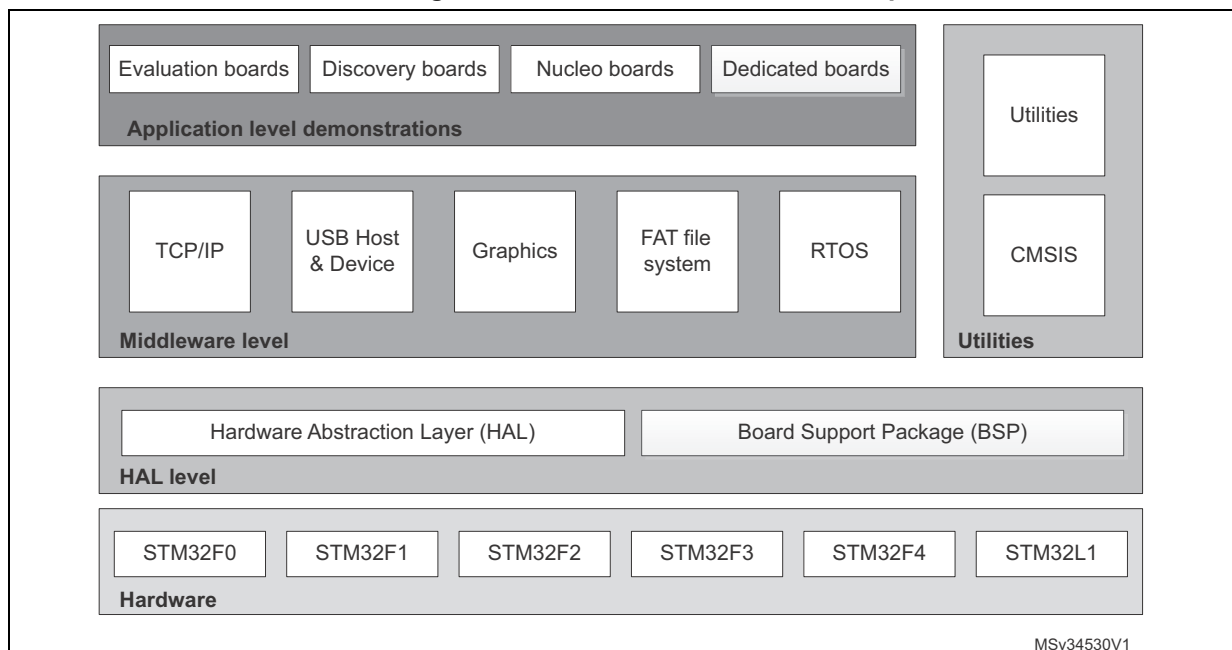 Evaluation boards
Discovery boards
Nucleo boards
Dedicated boards
Application level demonstrations
Utilities
CMSIS
Utilities
TCP/IP
USB Host
& Device
Graphics
FAT file
system
RTOS
Middleware level
Hardware Abstraction Layer (HAL)
Board Support Package (BSP)
HAL level
STM32F0
STM32F1
STM32F2
STM32F3
STM32F4
STM32L1
Hardware
MSv34530V1